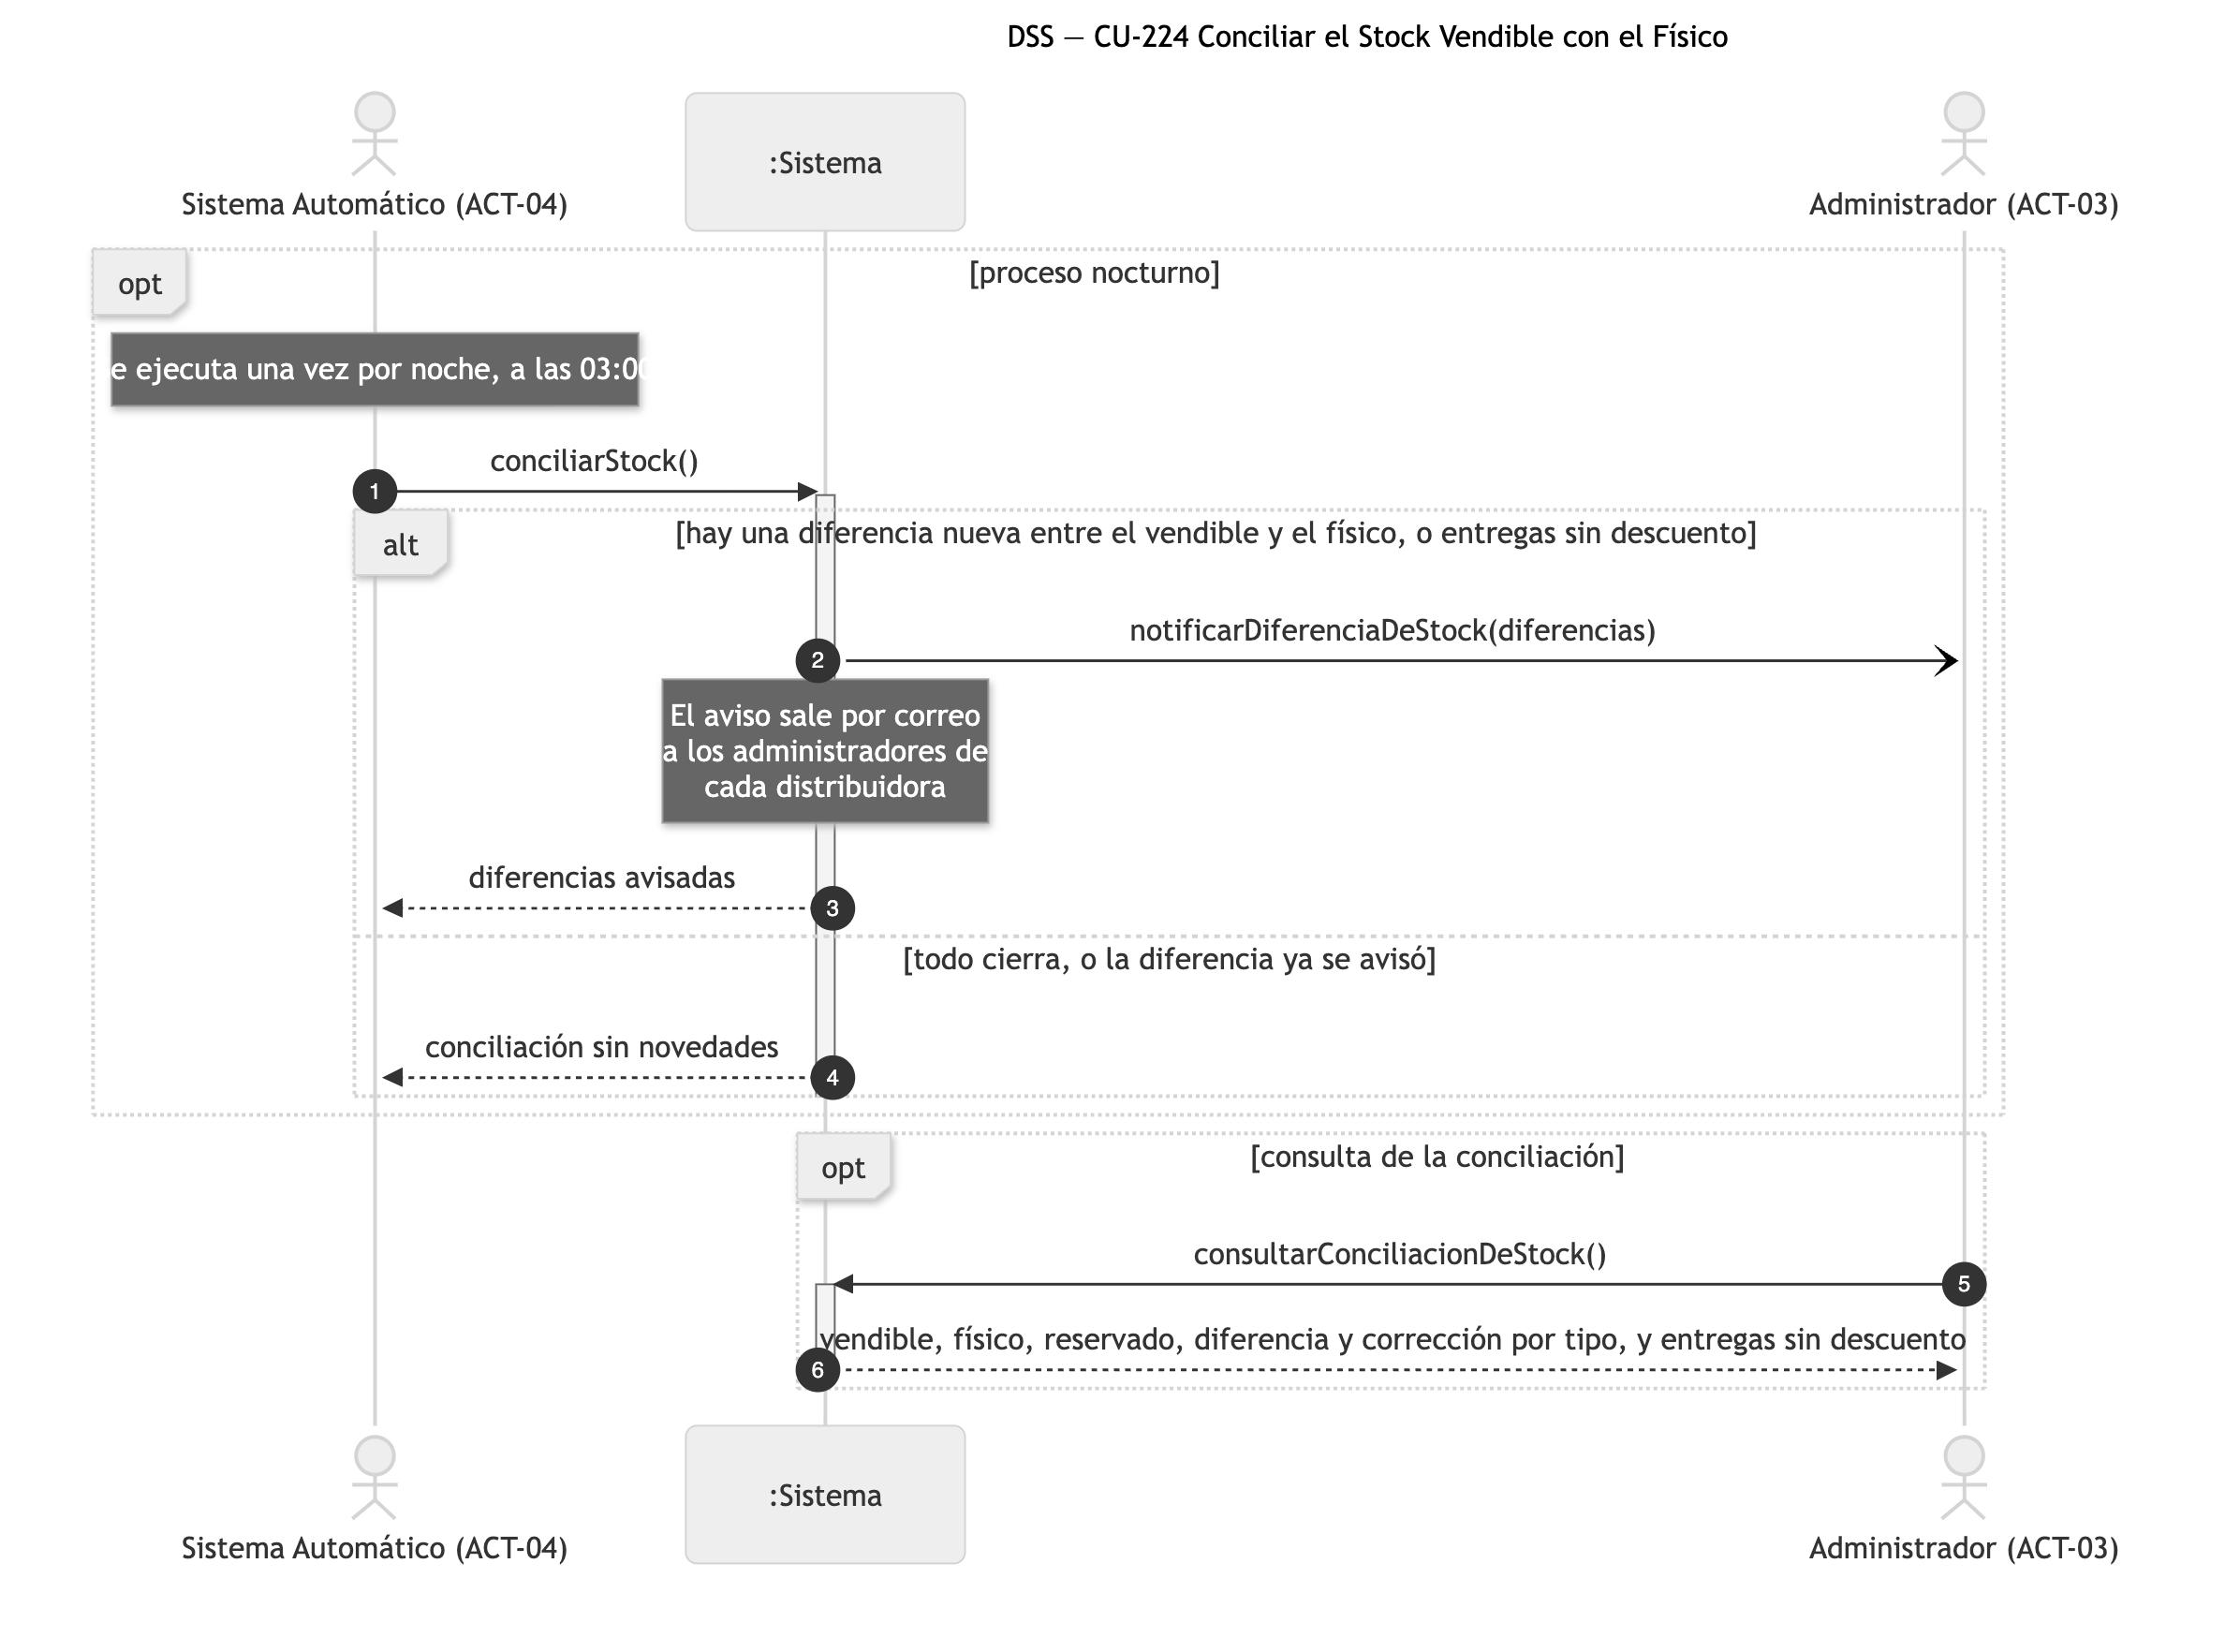 DSS — CU-224 Conciliar el Stock Vendible con el Físico
Sistema Automático (ACT-04)
:Sistema
Administrador (ACT-03)
opt
[proceso nocturno]
e ejecuta una vez por noche, a las 03:00
conciliarStock()
1
alt
[hay una diferencia nueva entre el vendible y el físico, o entregas sin descuento]
notificarDiferenciaDeStock(diferencias)
2
El aviso sale por correo
a los administradores de
cada distribuidora
diferencias avisadas
3
[todo cierra, o la diferencia ya se avisó]
conciliación sin novedades
4
opt
[consulta de la conciliación]
consultarConciliacionDeStock()
5
vendible, físico, reservado, diferencia y corrección por tipo, y entregas sin descuento
6
Sistema Automático (ACT-04)
:Sistema
Administrador (ACT-03)